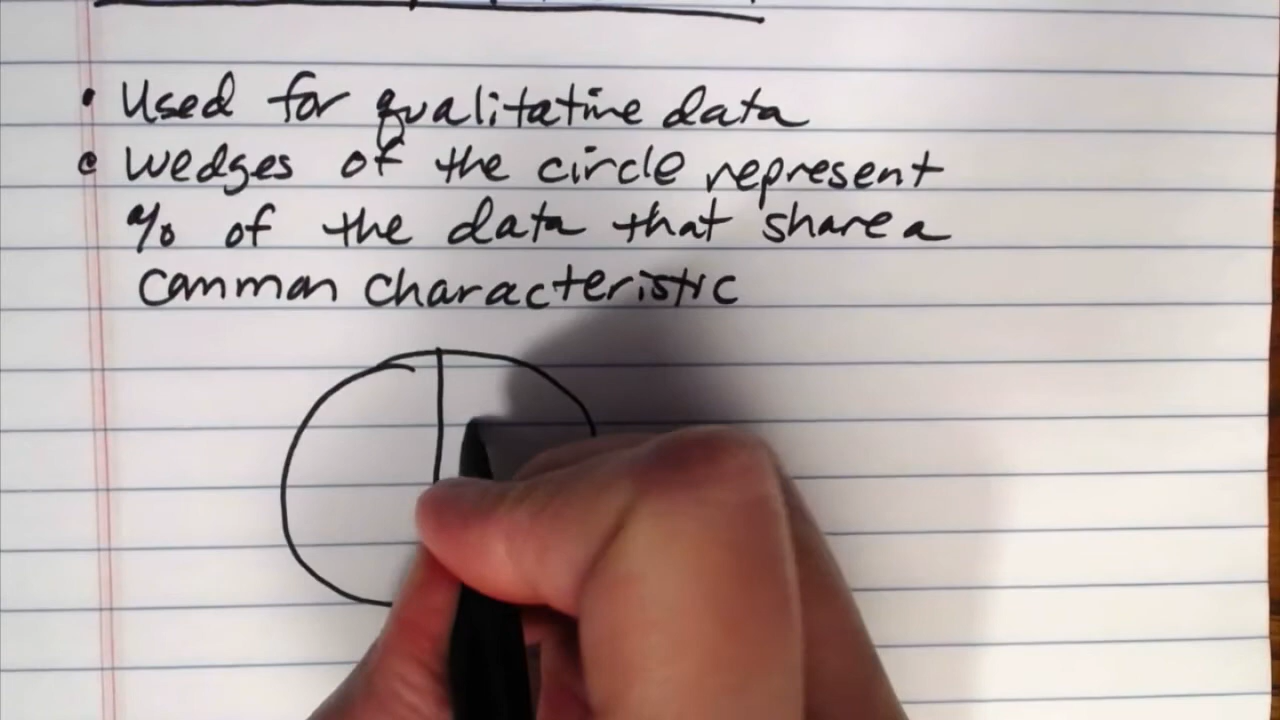 • Used for qualitative data
• Wedges of the circle represent
% of the data that share a
common characteristic